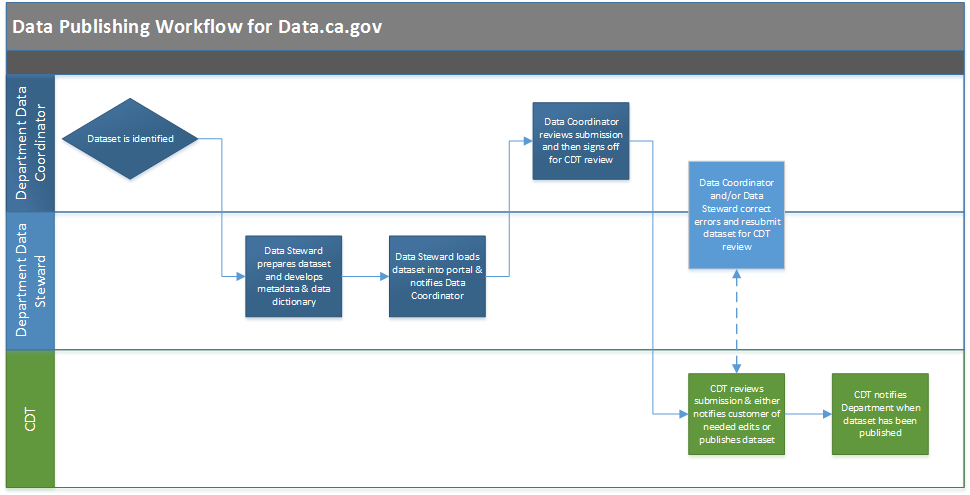 Data Publishing Workflow for Data.ca.gov
Department Data
Coordinator
Dataset is identified
Data Coordinator
reviews submission
and then signs off
for CDT review
Data Coordinator
and/or Data
Steward correct
errors and resubmit
dataset for CDT
review
Department Data
Steward
Data Steward
prepares dataset
and develops
metadata & data
dictionary
Data Steward loads
dataset into portal &
notifies Data
Coordinator
CDT
CDT reviews
submission & either
notifies customer of
needed edits or
publishes dataset
CDT notifies
Department when
dataset has been
published